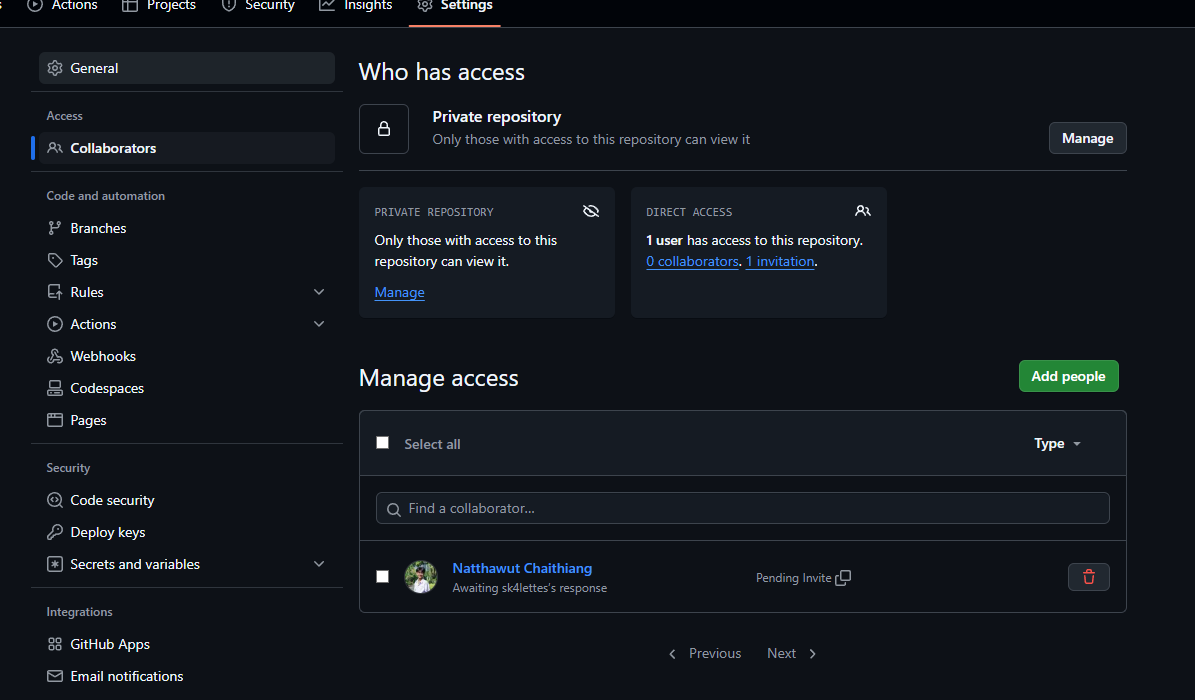 Actions
Projects
Security
Insights
Settings
General
Access
Collaborators
Code and automation
Branches
Tags
Rules
Actions
Webhooks
Codespaces
Pages
Security
Code security
Deploy keys
Secrets and variables
Integrations
GitHub Apps
Email notifications
Who has access
Private repository
Only those with access to this repository can view it
Manage
PRIVATE REPOSITORY
Only those with access to this
repository can view it.
Manage
DIRECT ACCESS
1 user has access to this repository.
0 collaborators. 1 invitation.
Manage access
Add people
Select all
Type
Find a collaborator...
Natthawut Chaithiang
Awaiting sk4lettes's response
Pending Invite
Previous
Next